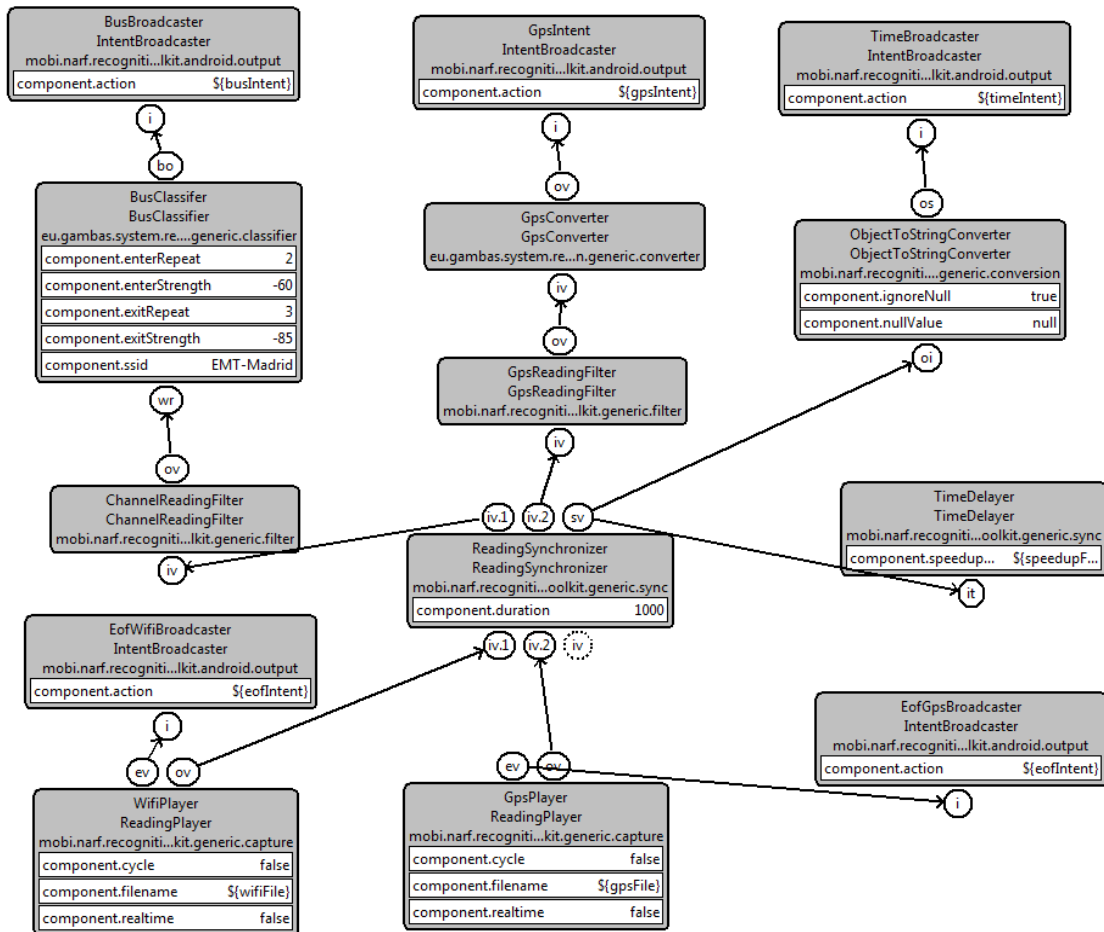 BusBroadcaster
IntentBroadcaster
mobi.narf.recogniti...lkit.android.output
component.action ${busIntent}
i
bo
GpsIntent
IntentBroadcaster
mobi.narf.recogniti...lkit.android.output
component.action ${gpsIntent}
i
ov
TimeBroadcaster
IntentBroadcaster
mobi.narf.recogniti...lkit.android.output
component.action ${timeIntent}
i
os
BusClassifer
BusClassifier
eu.gambas.system.re....generic.classifier
component.enterRepeat 2
component.enterStrength -60
component.exitRepeat 3
component.exitStrength -85
component.ssid EMT-Madrid
wr
ov
GpsConverter
GpsConverter
eu.gambas.system.re...n.generic.converter
iv
ov
ObjectToStringConverter
ObjectToStringConverter
mobi.narf.recogniti....generic.conversion
component.ignoreNull true
component.nullValue null
oi
GpsReadingFilter
GpsReadingFilter
mobi.narf.recogniti...lkit.generic.filter
iv
ChannelReadingFilter
ChannelReadingFilter
mobi.narf.recogniti...lkit.generic.filter
iv
iv.1 iv.2 sv
ReadingSynchronizer
ReadingSynchronizer
mobi.narf.recogniti...oolkit.generic.sync
component.duration 1000
iv.1 iv.2 iv
TimeDelayer
TimeDelayer
mobi.narf.recogniti...oolkit.generic.sync
component.speedup... ${speedupF...
it
EofWifiBroadcaster
IntentBroadcaster
mobi.narf.recogniti...lkit.android.output
component.action ${eofIntent}
i
ev ov
EofGpsBroadcaster
IntentBroadcaster
mobi.narf.recogniti...lkit.android.output
component.action ${eofIntent}
i
WifiPlayer
ReadingPlayer
mobi.narf.recogniti...kit.generic.capture
component.cycle false
component.filename ${wifiFile}
component.realtime false
ev ov
GpsPlayer
ReadingPlayer
mobi.narf.recogniti...kit.generic.capture
component.cycle false
component.filename ${gpsFile}
component.realtime false